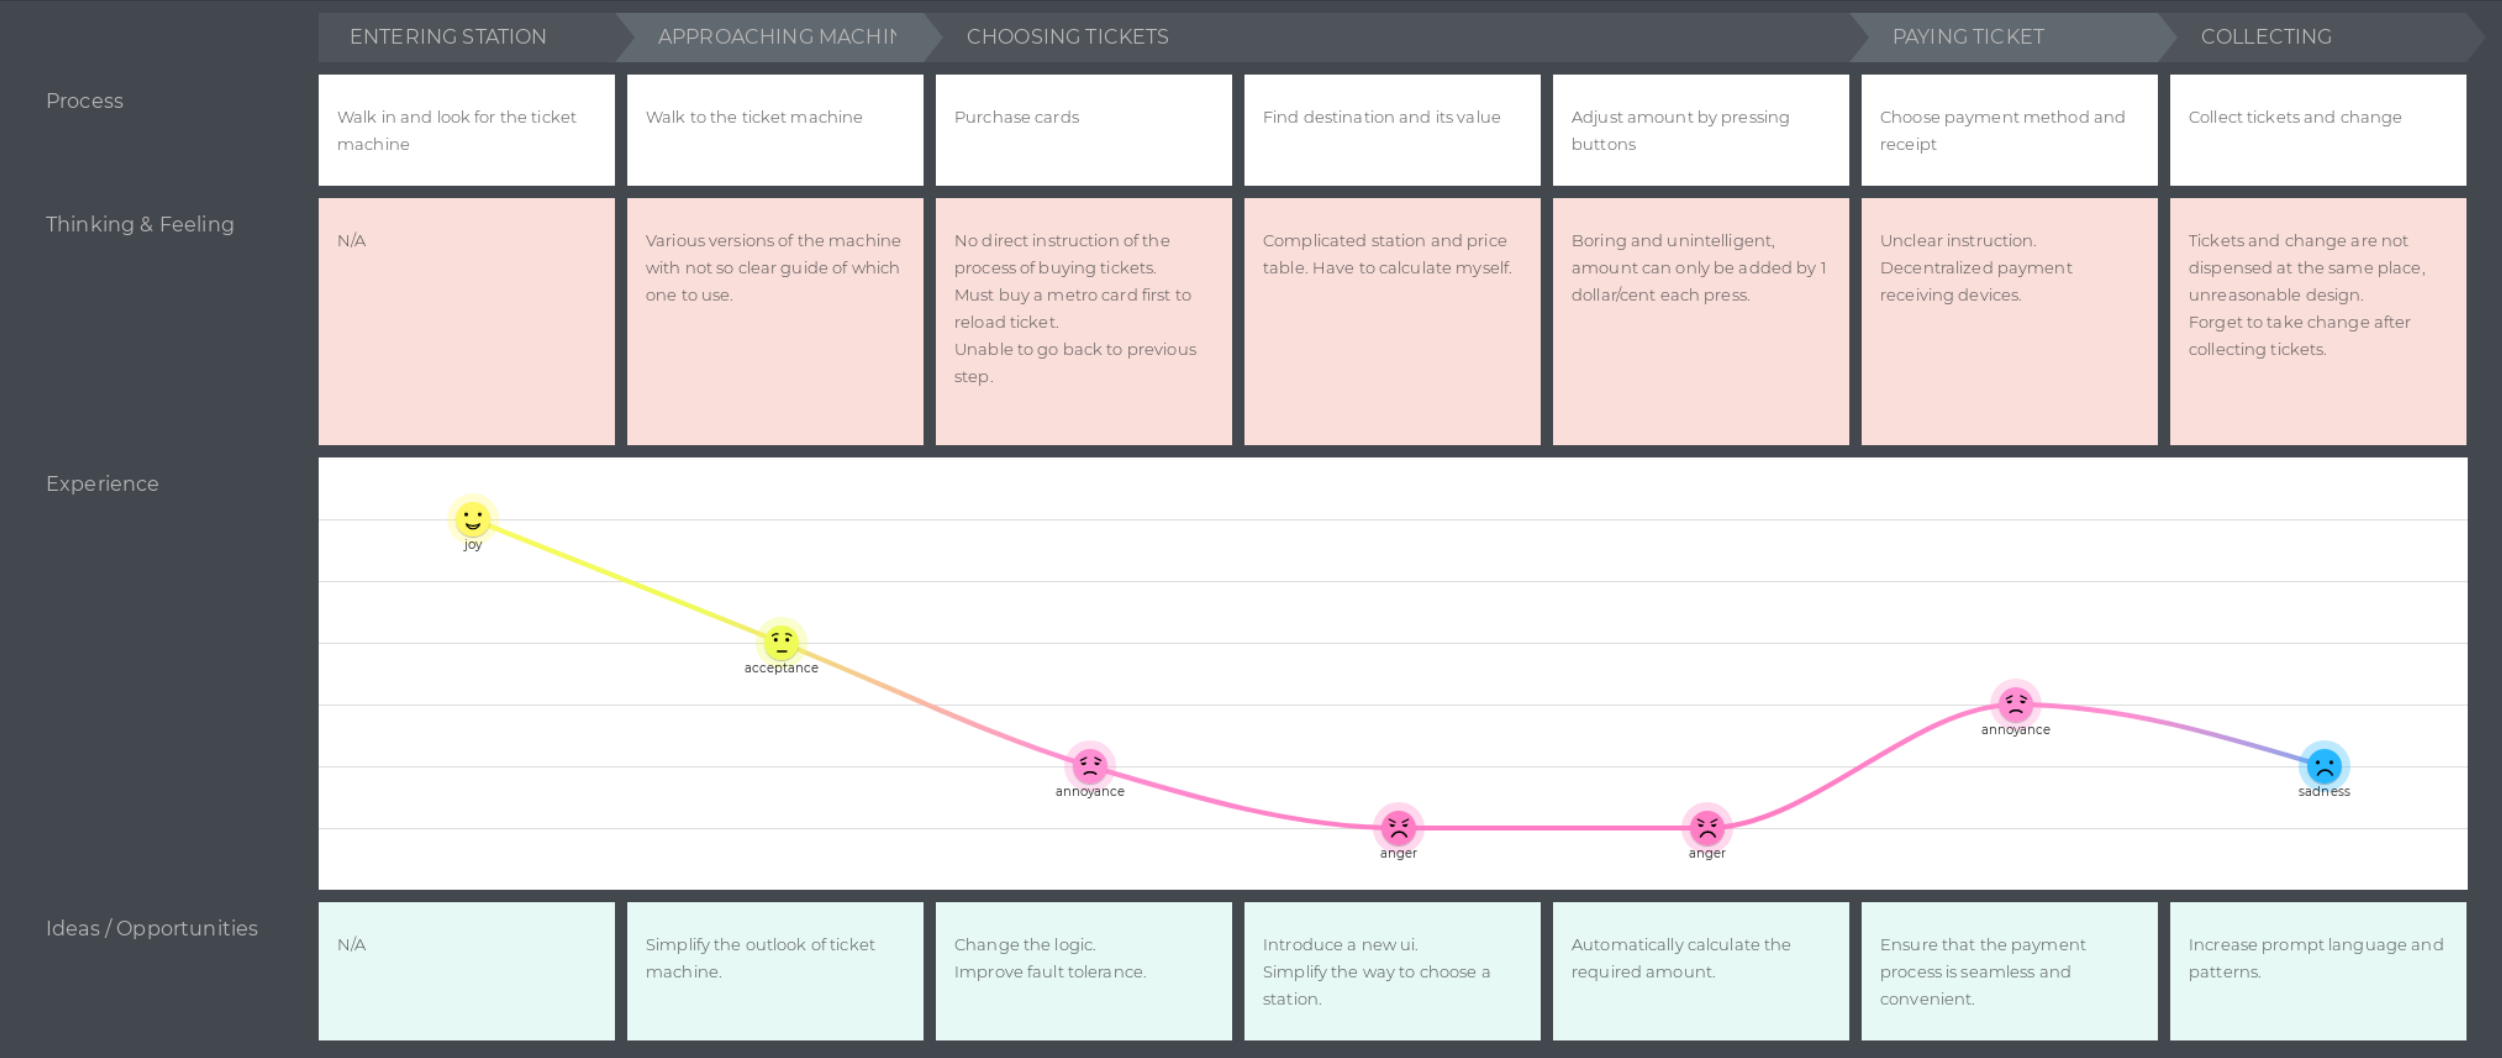 ENTERING STATION
APPROACHING MACHIN
CHOOSING TICKETS
PAYING TICKET
COLLECTING
Process
Walk in and look for the ticket
machine
Walk to the ticket machine
Purchase cards
Find destination and its value
Adjust amount by pressing
buttons
Choose payment method and
receipt
Collect tickets and change
Thinking & Feeling
N/A
Various versions of the machine
with not so clear guide of which
one to use.
No direct instruction of the
process of buying tickets.
Must buy a metro card first to
reload ticket.
Unable to go back to previous
step.
Complicated station and price
table. Have to calculate myself.
Boring and unintelligent,
amount can only be added by 1
dollar/cent each press.
Unclear instruction.
Decentralized payment
receiving devices.
Tickets and change are not
dispensed at the same place,
unreasonable design.
Forget to take change after
collecting tickets.
Experience
joy
acceptance
annoyance
anger
anger
annoyance
sadness
Ideas / Opportunities
N/A
Simplify the outlook of ticket
machine.
Change the logic.
Improve fault tolerance.
Introduce a new ui.
Simplify the way to choose a
station.
Automatically calculate the
required amount.
Ensure that the payment
process is seamless and
convenient.
Increase prompt language and
patterns.